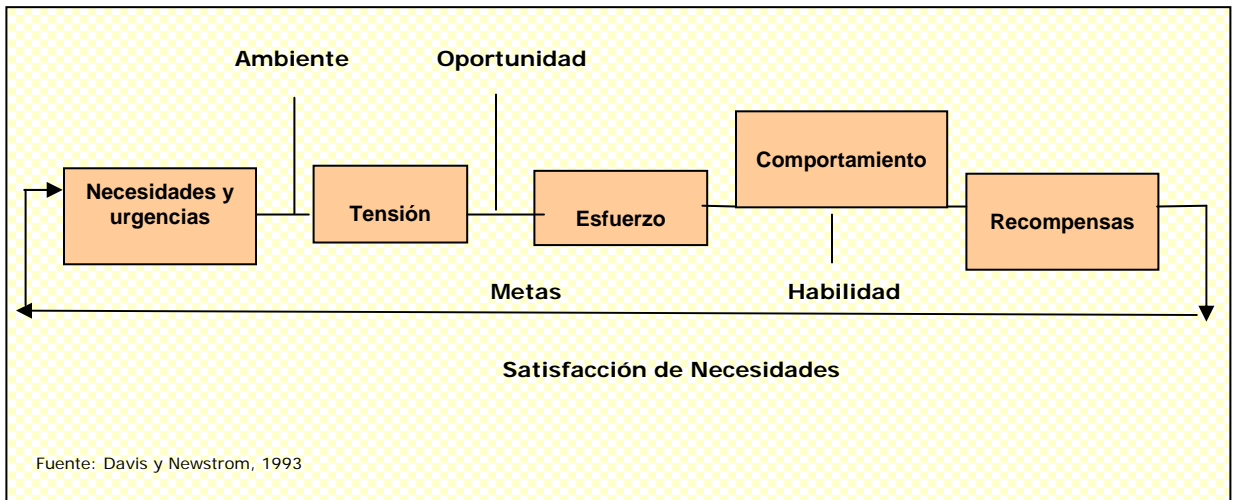 Ambiente
Oportunidad
Necesidades y
urgencias
Tensión
Esfuerzo
Comportamiento
Recompensas
Metas
Habilidad
Satisfacción de Necesidades
Fuente: Davis y Newstrom, 1993